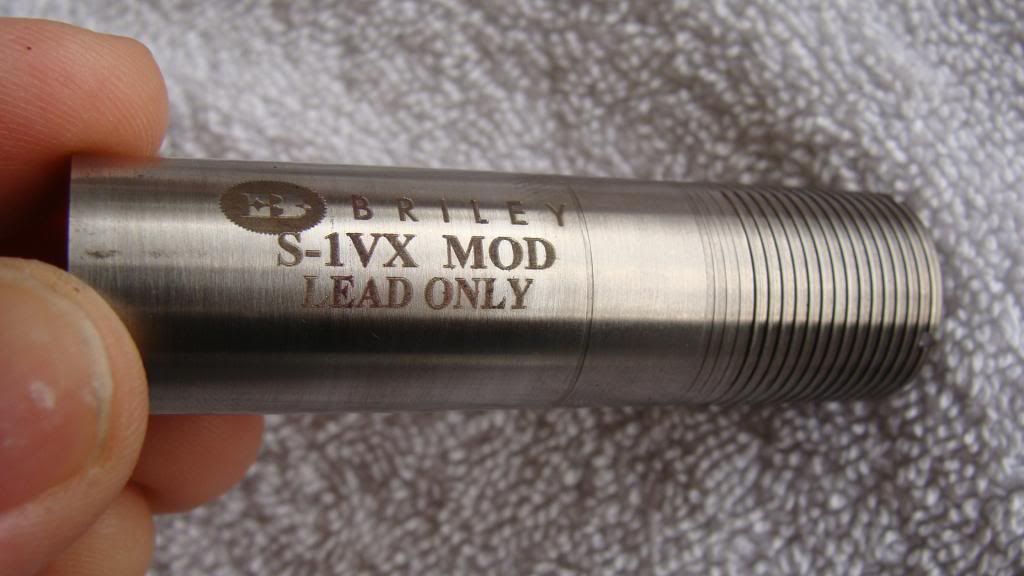 BRILEY
S-1VX MOD
LEAD ONLY